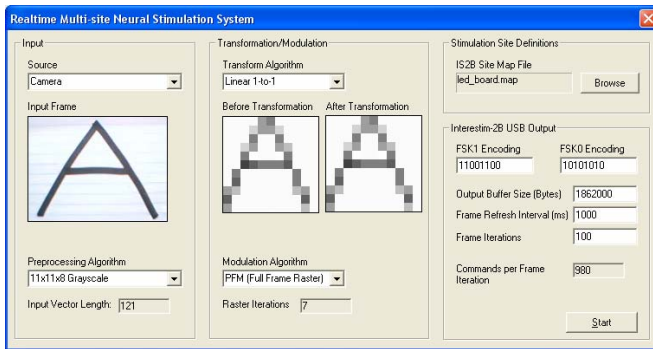 Realtime Multi-site Neural Stimulation System
Input
Source
Camera
Input Frame
A
Preprocessing Algorithm
11x11x8 Grayscale
Input Vector Length: 121
Transformation/Modulation
Transform Algorithm
Linear 1-to-1
Before Transformation After Transformation
A A
Modulation Algorithm
PFM (Full Frame Raster)
Raster Iterations 7
Stimulation Site Definitions
IS2B Site Map File
led_board.map Browse
Interestim-2B USB Output
FSK1 Encoding FSK0 Encoding
11001100 10101010
Output Buffer Size (Bytes) 1862000
Frame Refresh Interval (ms) 1000
Frame Iterations 100
Commands per Frame
Iteration 980
Start